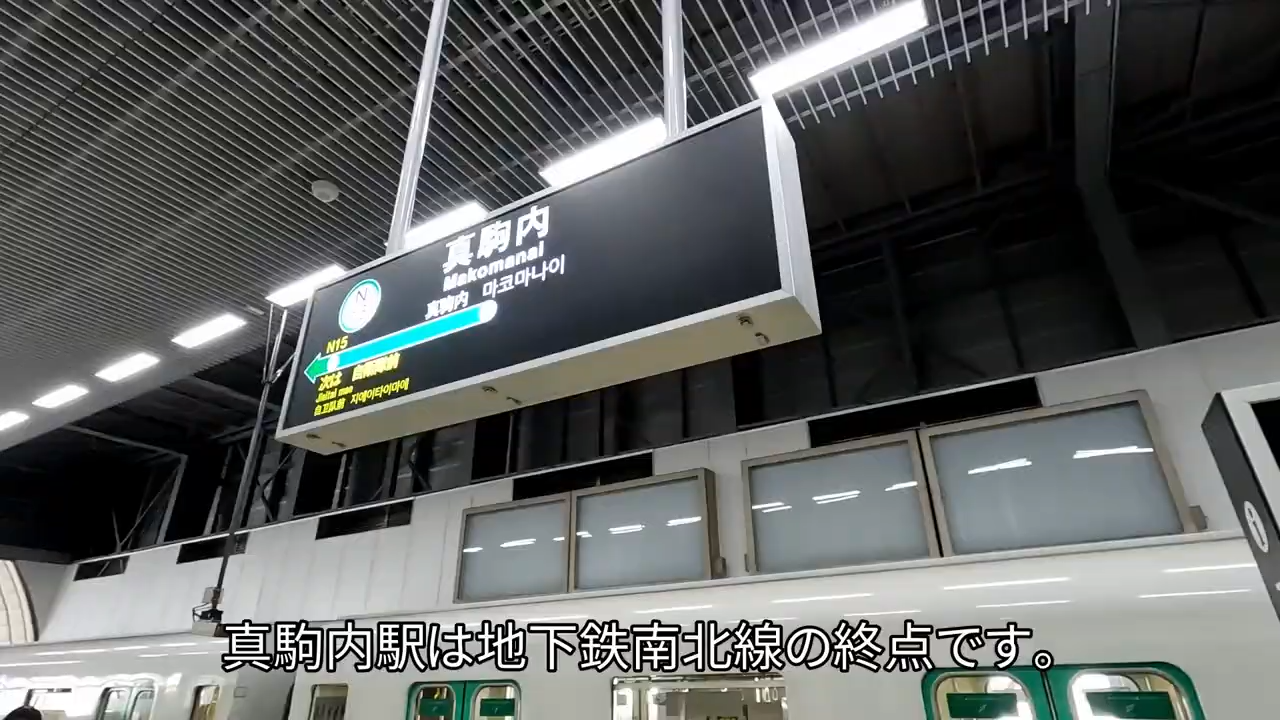 真駒内
Makomanai
真駒内 마코마나이
N
N15
次は 自衛隊前
Jieitai mae
自卫队前 지에이타이마에
真駒内駅は地下鉄南北線の終点です。